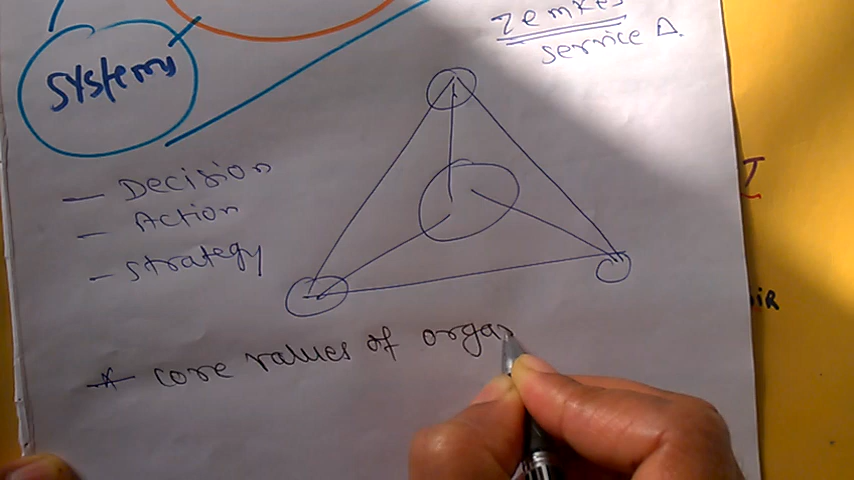 zemkes
service Δ.
systems
— Decision
— Action
— strategy
* core values of orga